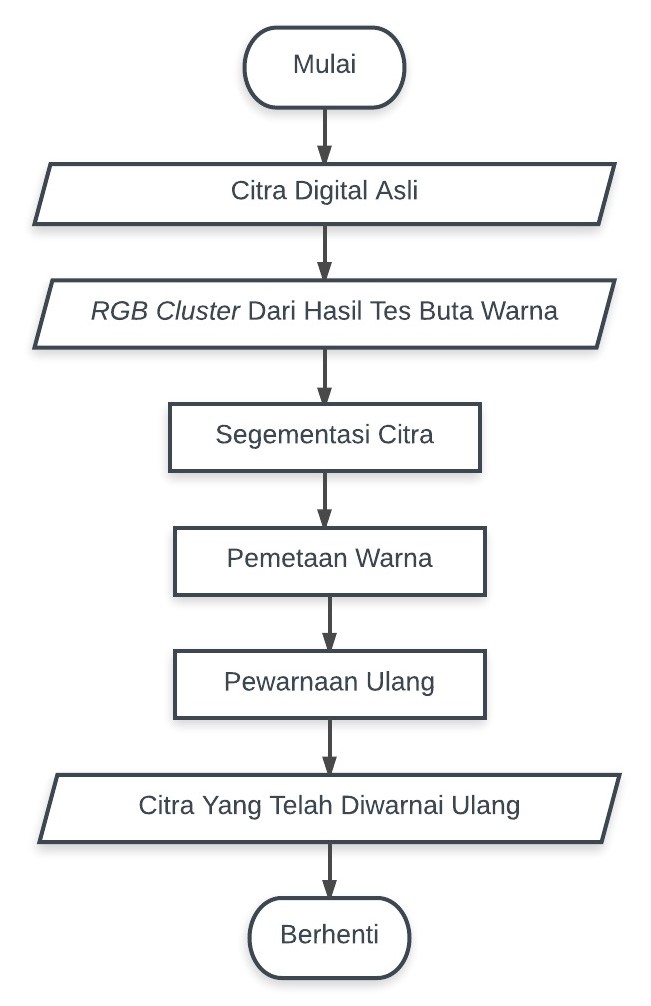 Mulai
Citra Digital Asli
RGB Cluster Dari Hasil Tes Buta Warna
Segementasi Citra
Pemetaan Warna
Pewarnaan Ulang
Citra Yang Telah Diwarnai Ulang
Berhenti